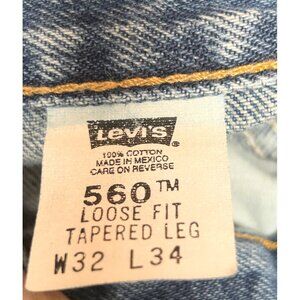 Levi's®
100% COTTON
MADE IN MEXICO
CARE ON REVERSE
560™
LOOSE FIT
TAPERED LEG
W32 L34